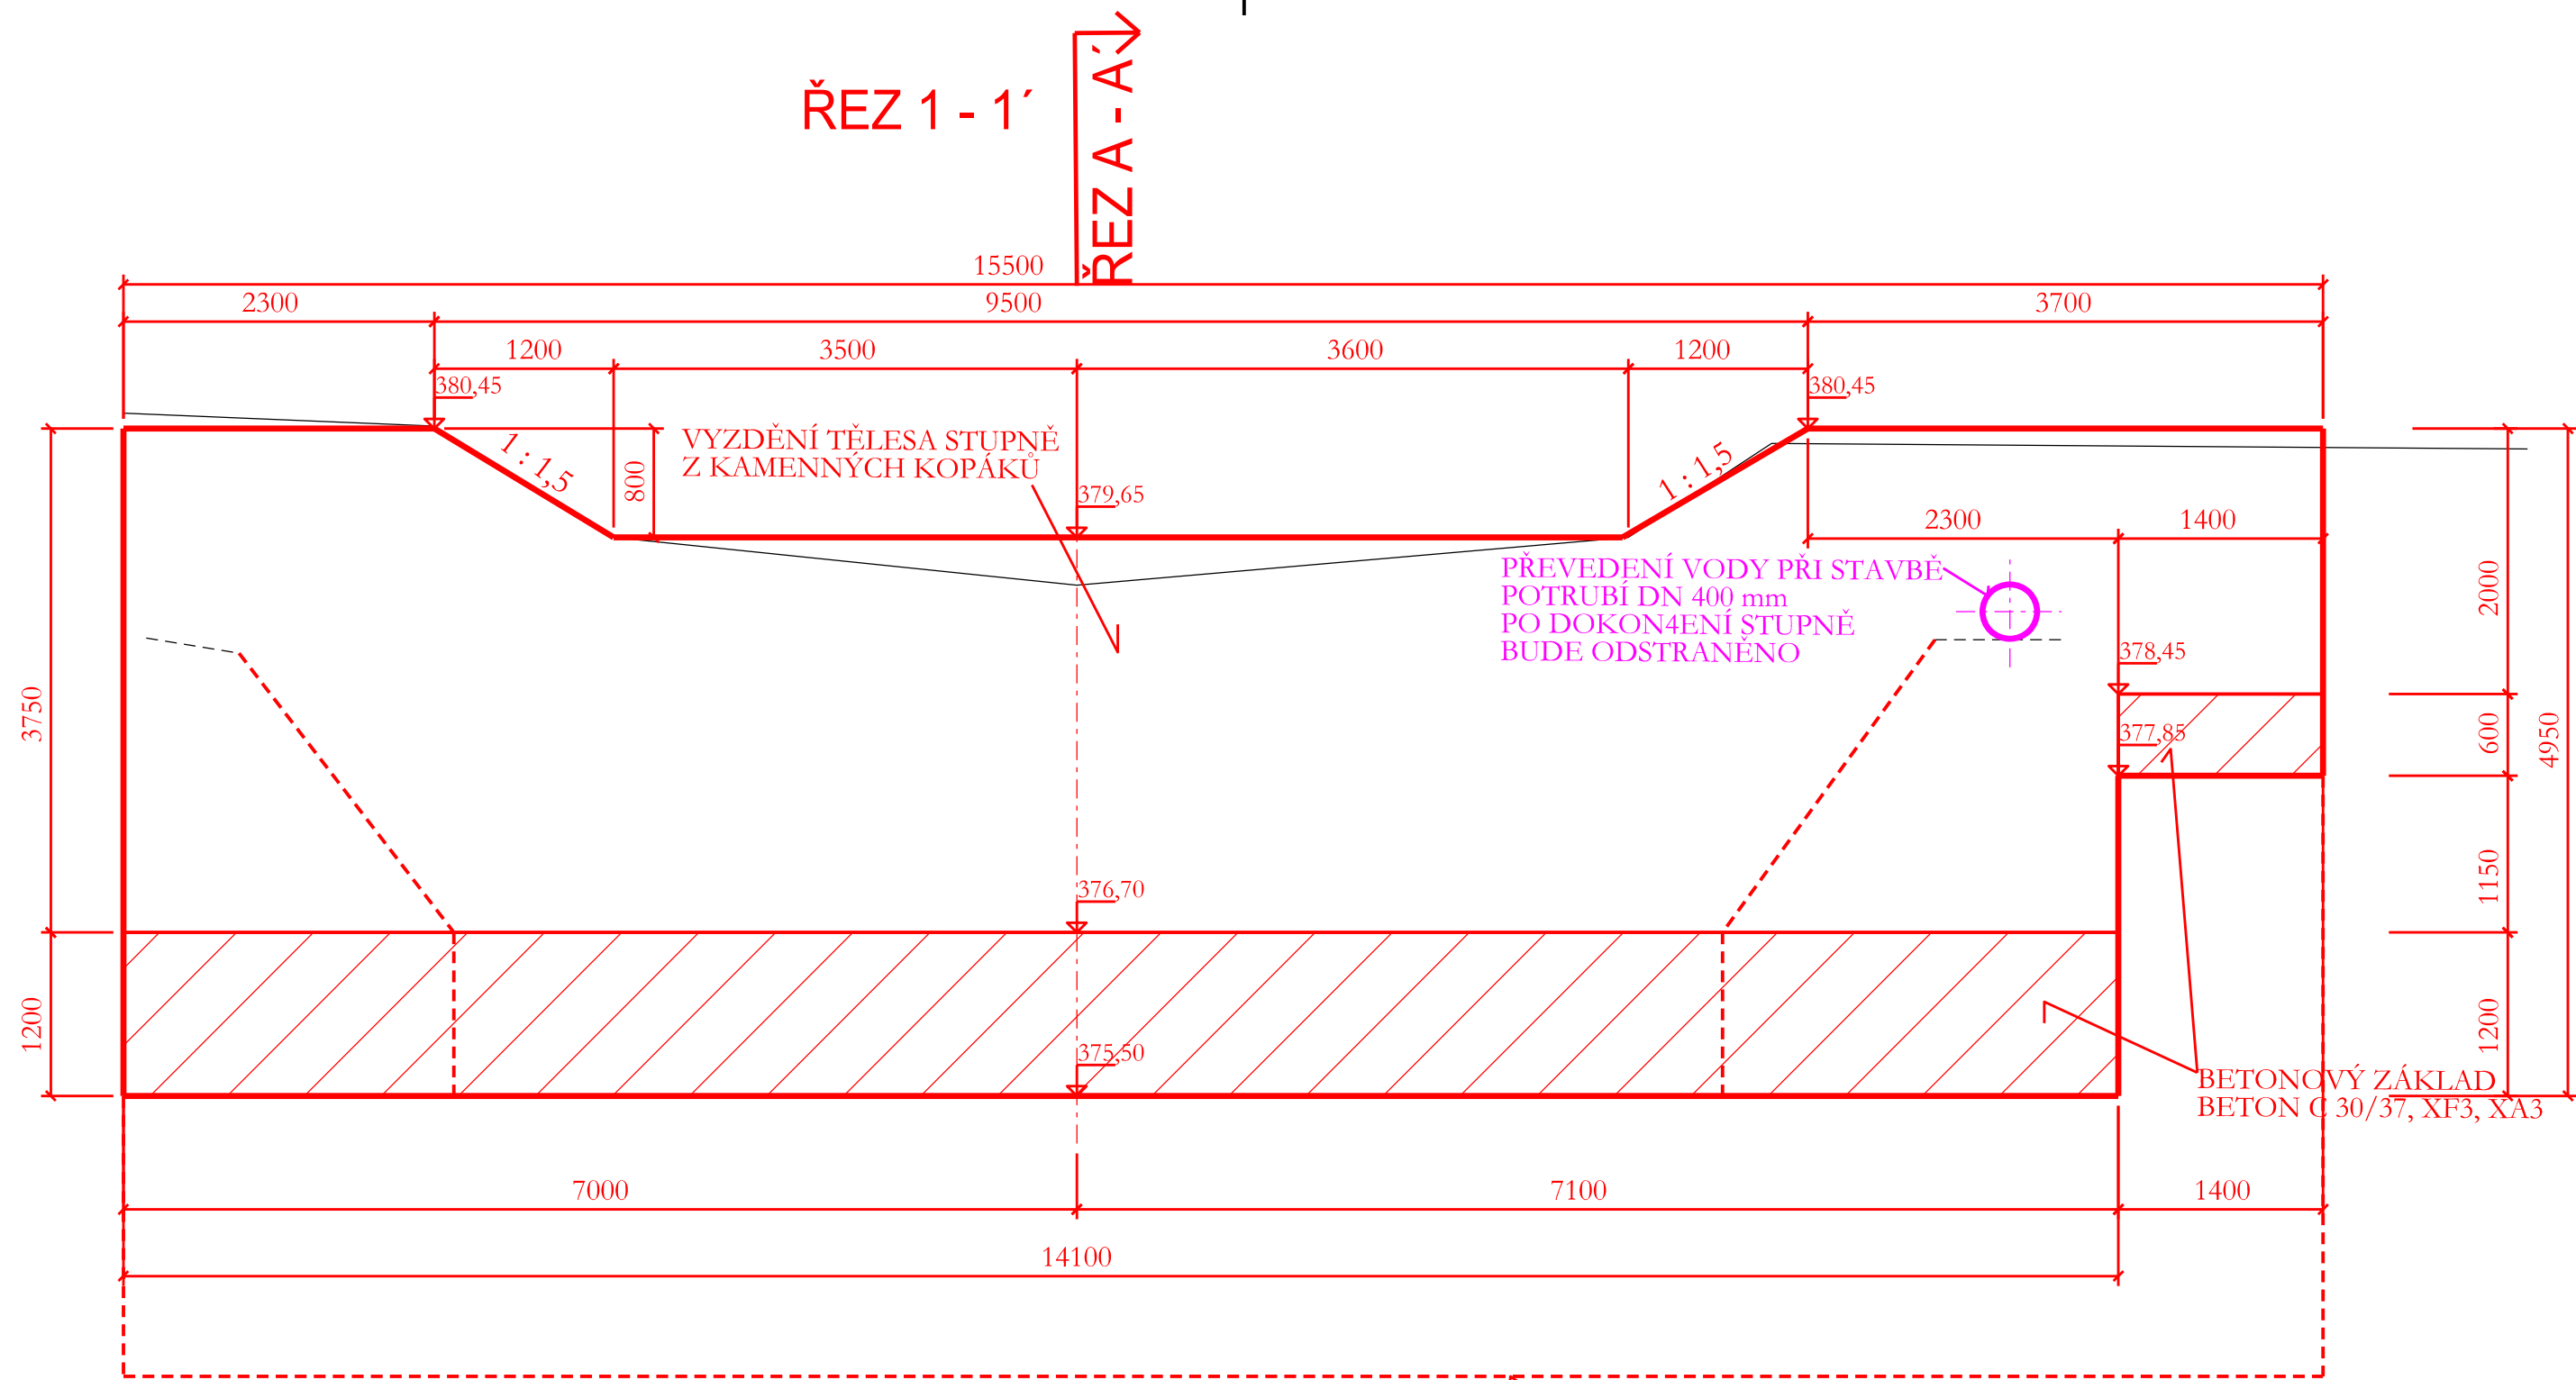 ŘEZ 1 - 1´
ŘEZ A - A´
15500
2300
9500
3700
1200
3500
3600
1200
380,45
380,45
1 : 1,5
800
VYZDĚNÍ TĚLESA STUPNĚ
Z KAMENNÝCH KOPÁKŮ
379,65
1 : 1,5
2300
1400
PŘEVEDENÍ VODY PŘI STAVBĚ
POTRUBÍ DN 400 mm
PO DOKON4ENÍ STUPNĚ
BUDE ODSTRANĚNO
2000
378,45
3750
377,85
600
4950
376,70
1150
1200
375,50
1200
BETONOVÝ ZÁKLAD
BETON C 30/37, XF3, XA3
7000
7100
1400
14100